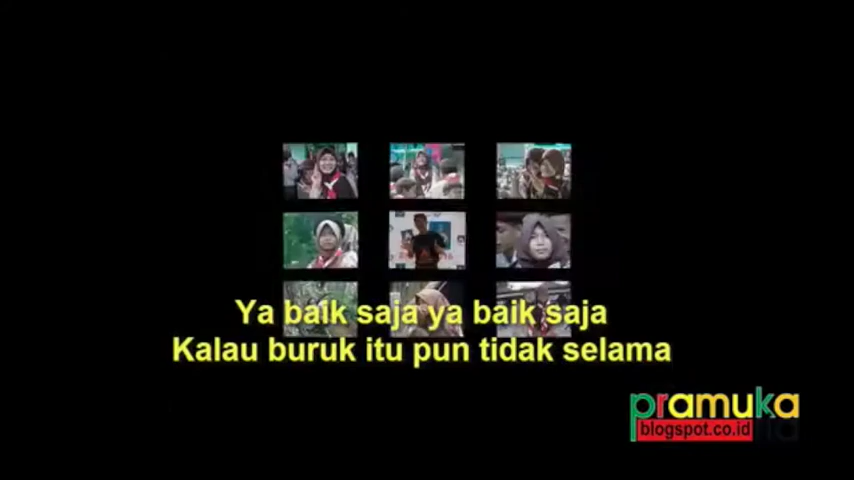 Ya baik saja ya baik saja
Kalau buruk itu pun tidak selama
pramuka
blogspot.co.id